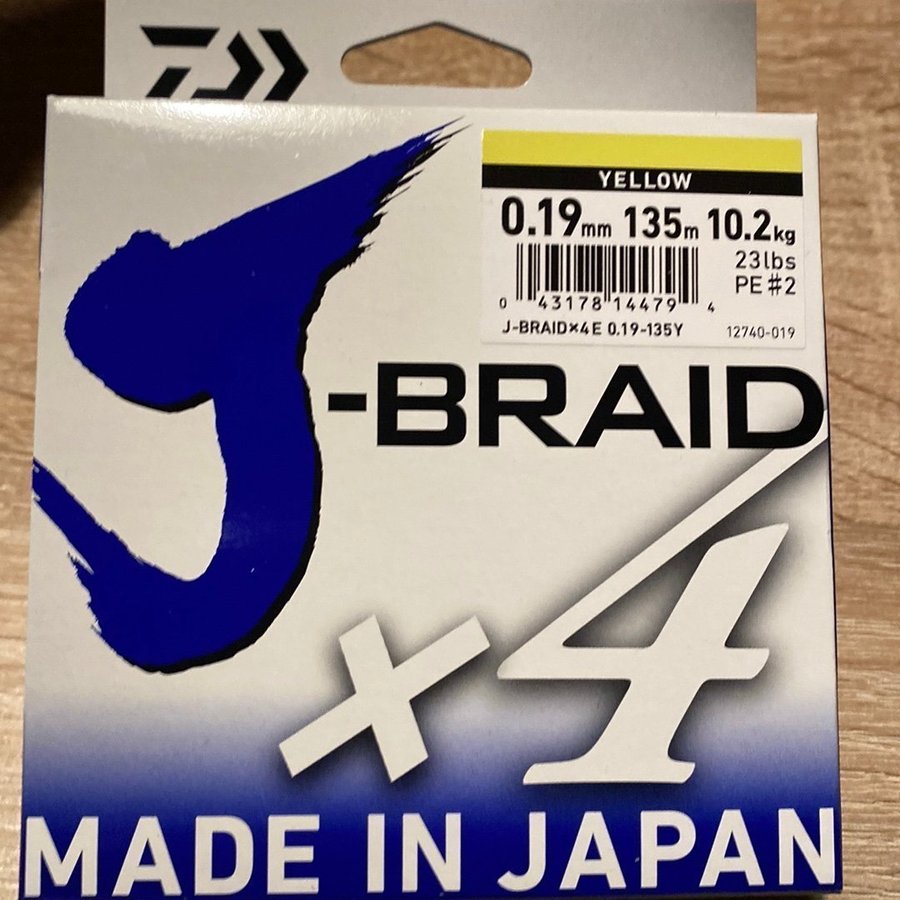 YELLOW
0.19mm 135m 10.2kg
23lbs
PE#2
0 43178 14479 4
J-BRAID×4E 0.19-135Y 12740-019
J-BRAID
×4
MADE IN JAPAN